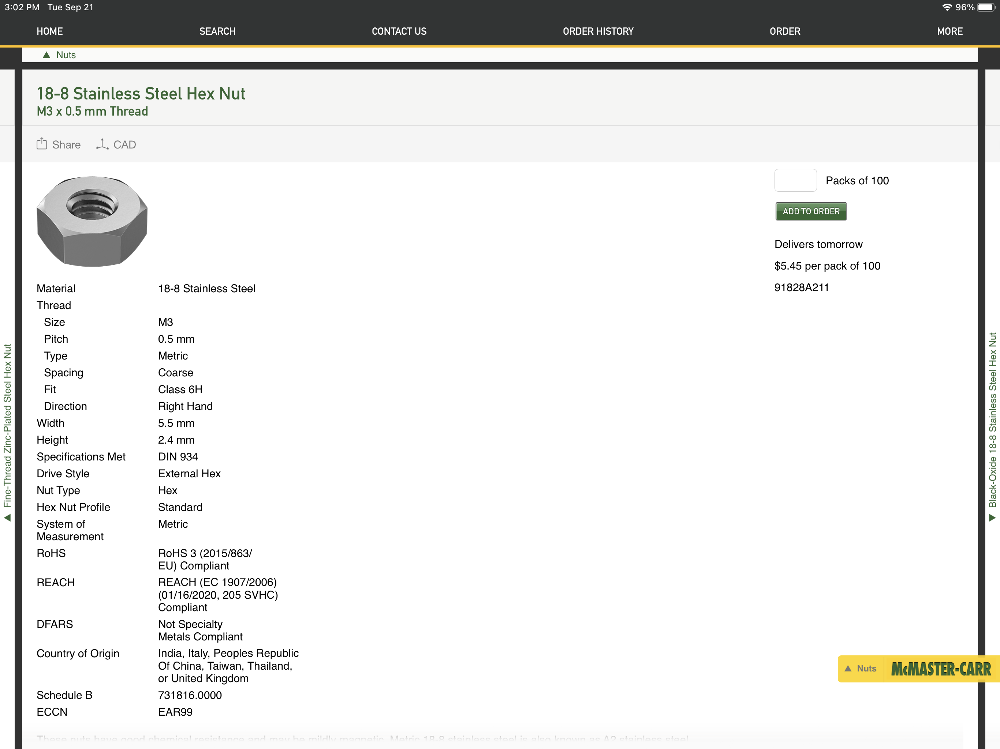 3:02 PM Tue Sep 21
96%
HOME
SEARCH
CONTACT US
ORDER HISTORY
ORDER
MORE
▲ Nuts
18-8 Stainless Steel Hex Nut
M3 x 0.5 mm Thread
Share
CAD
Packs of 100
ADD TO ORDER
Delivers tomorrow
$5.45 per pack of 100
91828A211
Material 18-8 Stainless Steel
Thread
Size M3
Pitch 0.5 mm
Type Metric
Spacing Coarse
Fit Class 6H
Direction Right Hand
Width 5.5 mm
Height 2.4 mm
Specifications Met DIN 934
Drive Style External Hex
Nut Type Hex
Hex Nut Profile Standard
System of Metric
Measurement
RoHS RoHS 3 (2015/863/
EU) Compliant
REACH REACH (EC 1907/2006)
(01/16/2020, 205 SVHC)
Compliant
DFARS Not Specialty
Metals Compliant
Country of Origin India, Italy, Peoples Republic
Of China, Taiwan, Thailand,
or United Kingdom
Schedule B 731816.0000
ECCN EAR99
These nuts have good chemical resistance and may be mildly magnetic. Metric 18-8 stainless steel is also known as A2 stainless steel.
▲ Fine-Thread Zinc-Plated Steel Hex Nut
Black-Oxide 18-8 Stainless Steel Hex Nut ▼
▲ Nuts
McMASTER-CARR